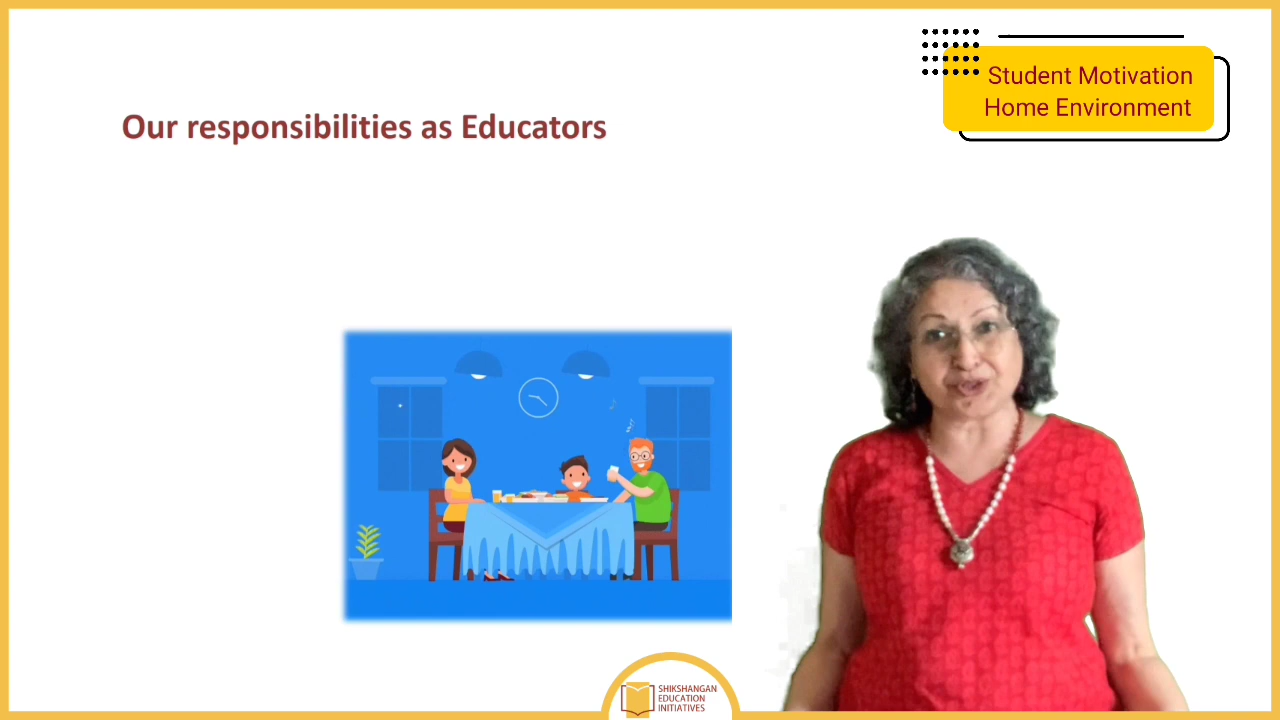 Student Motivation
Home Environment
Our responsibilities as Educators
SHIKSHANGAN
EDUCATION
INITIATIVES